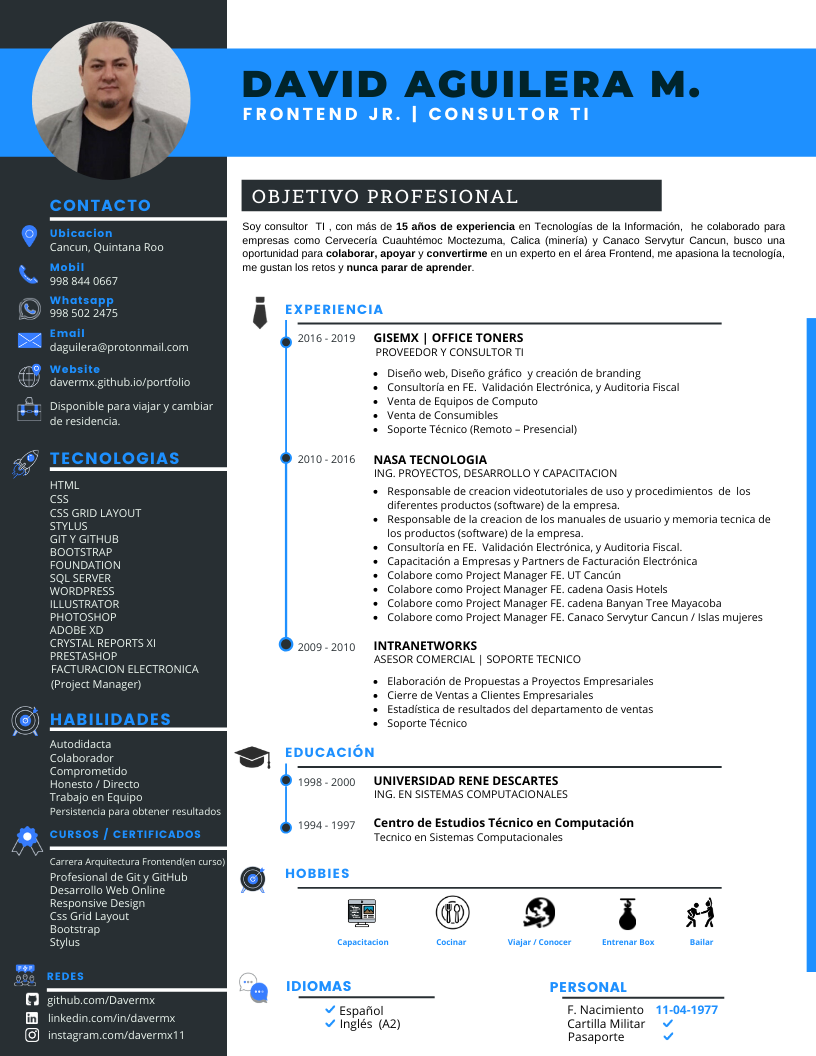 DAVID AGUILERA M.
FRONTEND JR. | CONSULTOR TI
CONTACTO
Ubicacion
Cancun, Quintana Roo
Mobil
998 844 0667
Whatsapp
998 502 2475
Email
daguilera@protonmail.com
Website
davermx.github.io/portfolio
Disponible para viajar y cambiar
de residencia.
TECNOLOGIAS
HTML
CSS
CSS GRID LAYOUT
STYLUS
GIT Y GITHUB
BOOTSTRAP
FOUNDATION
SQL SERVER
WORDPRESS
ILLUSTRATOR
PHOTOSHOP
ADOBE XD
CRYSTAL REPORTS XI
PRESTASHOP
FACTURACION ELECTRONICA
(Project Manager)
HABILIDADES
Autodidacta
Colaborador
Comprometido
Honesto / Directo
Trabajo en Equipo
Persistencia para obtener resultados
CURSOS / CERTIFICADOS
Carrera Arquitectura Frontend(en curso)
Profesional de Git y GitHub
Desarrollo Web Online
Responsive Design
Css Grid Layout
Bootstrap
Stylus
REDES
github.com/Davermx
linkedin.com/in/davermx
instagram.com/davermx11
OBJETIVO PROFESIONAL
Soy consultor TI , con más de 15 años de experiencia en Tecnologías de la Información, he colaborado para
empresas como Cervecería Cuauhtémoc Moctezuma, Calica (minería) y Canaco Servytur Cancun, busco una
oportunidad para colaborar, apoyar y convertirme en un experto en el área Frontend, me apasiona la tecnología,
me gustan los retos y nunca parar de aprender.
EXPERIENCIA
2016 - 2019 GISEMX | OFFICE TONERS
PROVEEDOR Y CONSULTOR TI
• Diseño web, Diseño gráfico y creación de branding
• Consultoría en FE. Validación Electrónica, y Auditoria Fiscal
• Venta de Equipos de Computo
• Venta de Consumibles
• Soporte Técnico (Remoto – Presencial)
2010 - 2016 NASA TECNOLOGIA
ING. PROYECTOS, DESARROLLO Y CAPACITACION
• Responsable de creacion videotutoriales de uso y procedimientos de los
diferentes productos (software) de la empresa.
• Responsable de la creacion de los manuales de usuario y memoria tecnica de
los productos (software) de la empresa.
• Consultoría en FE. Validación Electrónica, y Auditoria Fiscal.
• Capacitación a Empresas y Partners de Facturación Electrónica
• Colabore como Project Manager FE. UT Cancún
• Colabore como Project Manager FE. cadena Oasis Hotels
• Colabore como Project Manager FE. cadena Banyan Tree Mayacoba
• Colabore como Project Manager FE. Canaco Servytur Cancun / Islas mujeres
2009 - 2010 INTRANETWORKS
ASESOR COMERCIAL | SOPORTE TECNICO
• Elaboración de Propuestas a Proyectos Empresariales
• Cierre de Ventas a Clientes Empresariales
• Estadística de resultados del departamento de ventas
• Soporte Técnico
EDUCACIÓN
1998 - 2000 UNIVERSIDAD RENE DESCARTES
ING. EN SISTEMAS COMPUTACIONALES
1994 - 1997 Centro de Estudios Técnico en Computación
Tecnico en Sistemas Computacionales
HOBBIES
Capacitacion Cocinar Viajar / Conocer Entrenar Box Bailar
IDIOMAS
Español
Inglés (A2)
PERSONAL
F. Nacimiento 11-04-1977
Cartilla Militar
Pasaporte